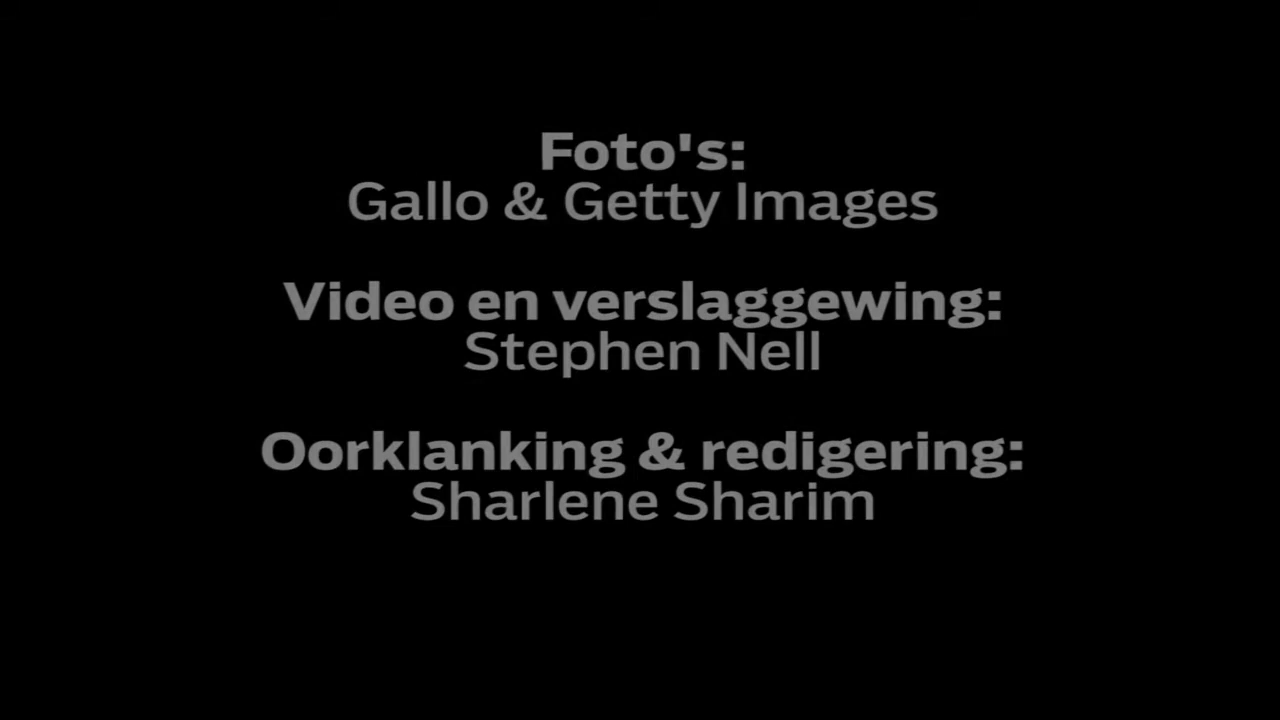 Foto's:
Gallo & Getty Images
Video en verslaggewing:
Stephen Nell
Oorklanking & redigering:
Sharlene Sharim